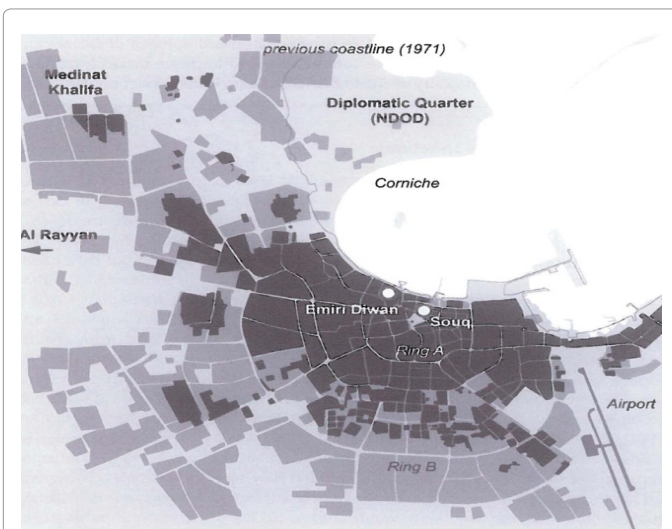 previous coastline (1971)
Medinat
Khalifa
Diplomatic Quarter
(NDOD)
Corniche
Al Rayyan
Emiri Diwan
Souq
Ring A
Airport
Ring B